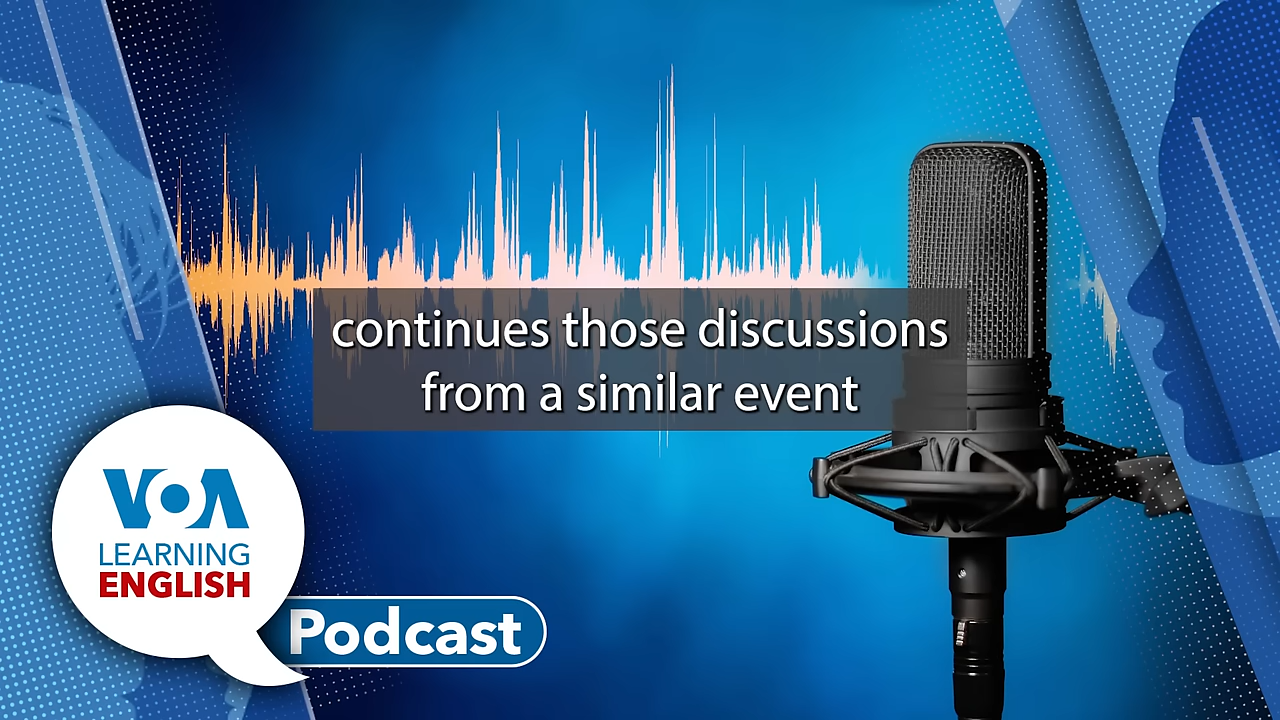 continues those discussions
from a similar event
VOA
LEARNING
ENGLISH
Podcast